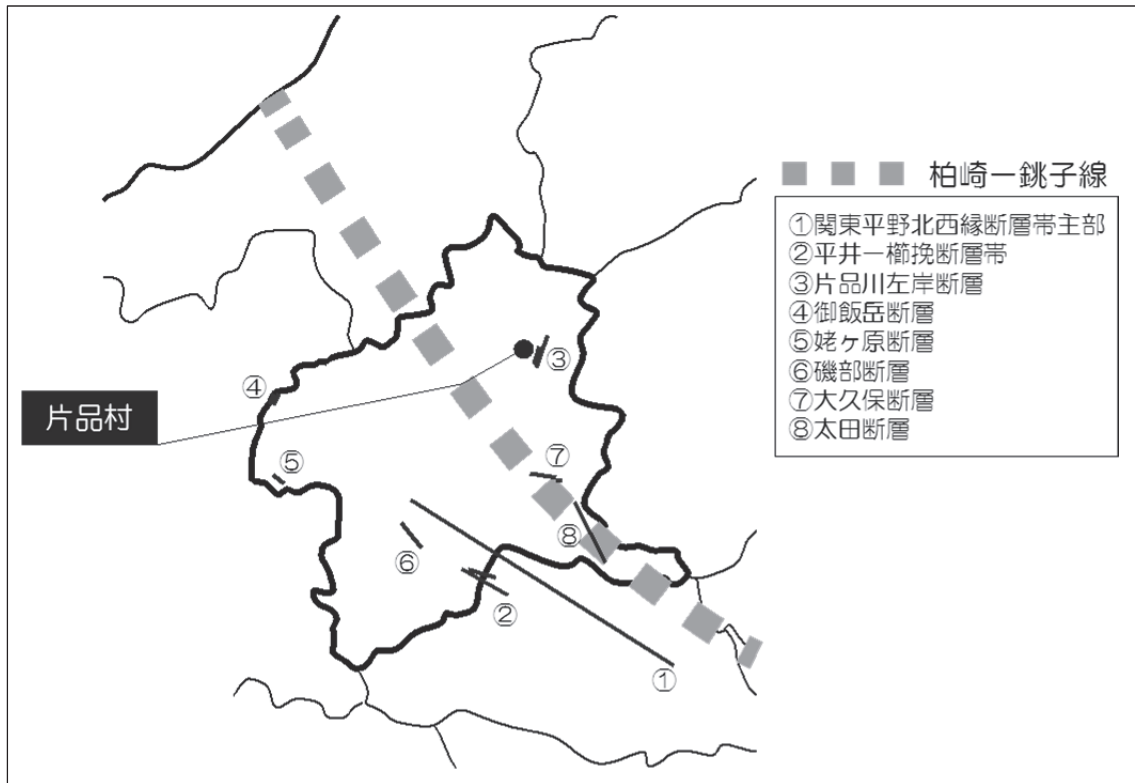 柏崎ー銚子線
①関東平野北西縁断層帯主部
②平井ー櫛挽断層帯
③片品川左岸断層
④御飯岳断層
⑤姥ヶ原断層
⑥磯部断層
⑦大久保断層
⑧太田断層
③
④
片品村
⑤
⑦
⑧
⑥
②
①